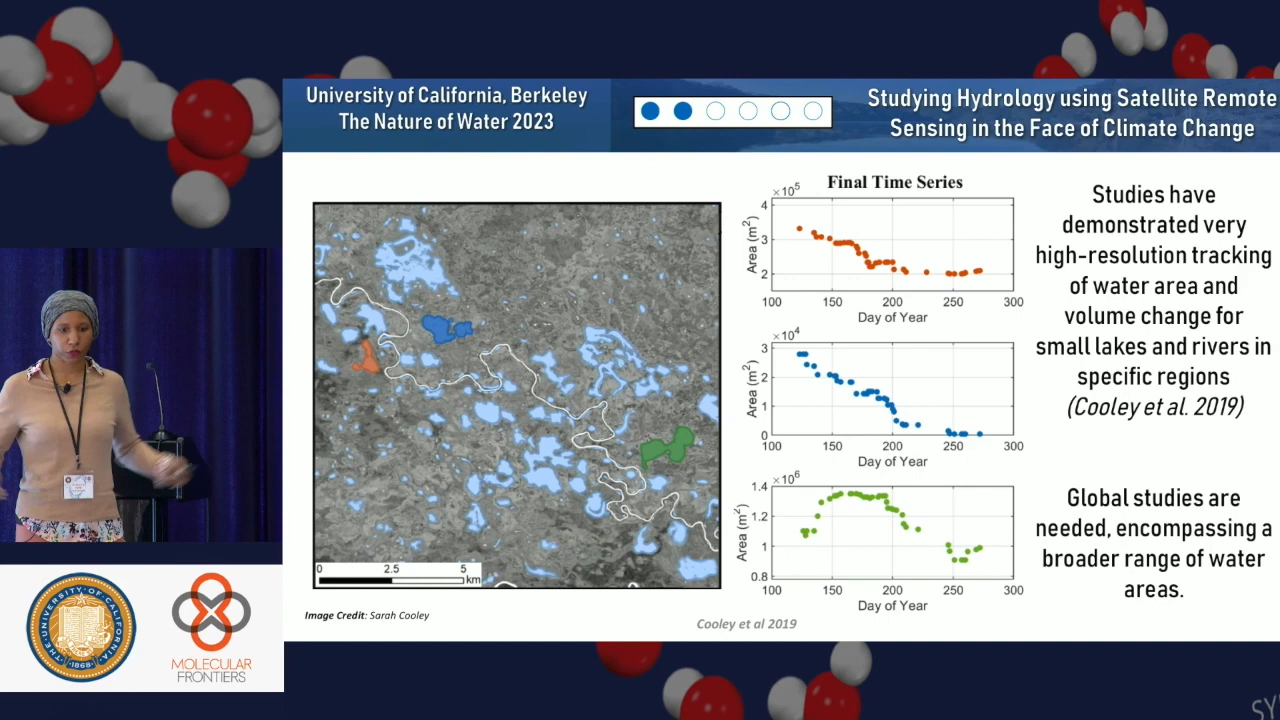 University of California, Berkeley
The Nature of Water 2023
Studying Hydrology using Satellite Remote
Sensing in the Face of Climate Change
0 2.5 5
km
Image Credit: Sarah Cooley
Final Time Series
×10⁵
4
3
2
Area (m²)
100 150 200 250 300
Day of Year
×10⁴
3
2
1
0
Area (m²)
100 150 200 250 300
Day of Year
×10⁶
1.4
1.2
1
0.8
Area (m²)
100 150 200 250 300
Day of Year
Cooley et al 2019
Studies have
demonstrated very
high-resolution tracking
of water area and
volume change for
small lakes and rivers in
specific regions
(Cooley et al. 2019)
Global studies are
needed, encompassing a
broader range of water
areas.
THE · UNIVERSITY · OF · CALIFORNIA
· 1868 ·
MOLECULAR
FRONTIERS
SY